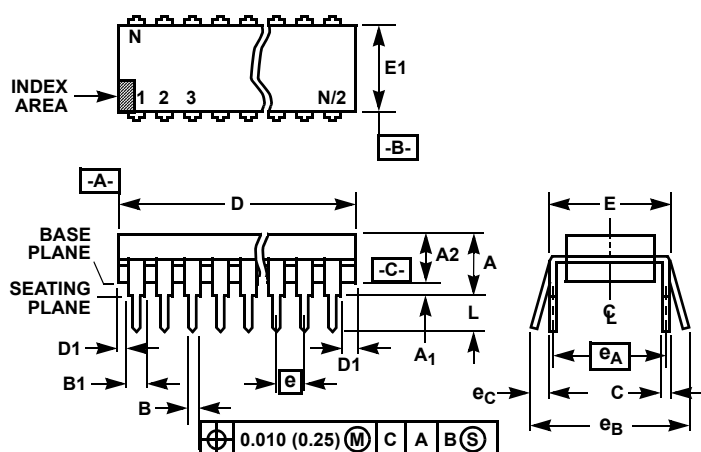 N
INDEX
AREA
1 2 3 N/2
E1
-B-
-A-
D
E
BASE
PLANE
-C-
A2
A
SEATING
PLANE
L
D1
A1
D1
B1
e
B
℄
eA
eC
C
eB
⌖ 0.010 (0.25) Ⓜ C A B Ⓢ